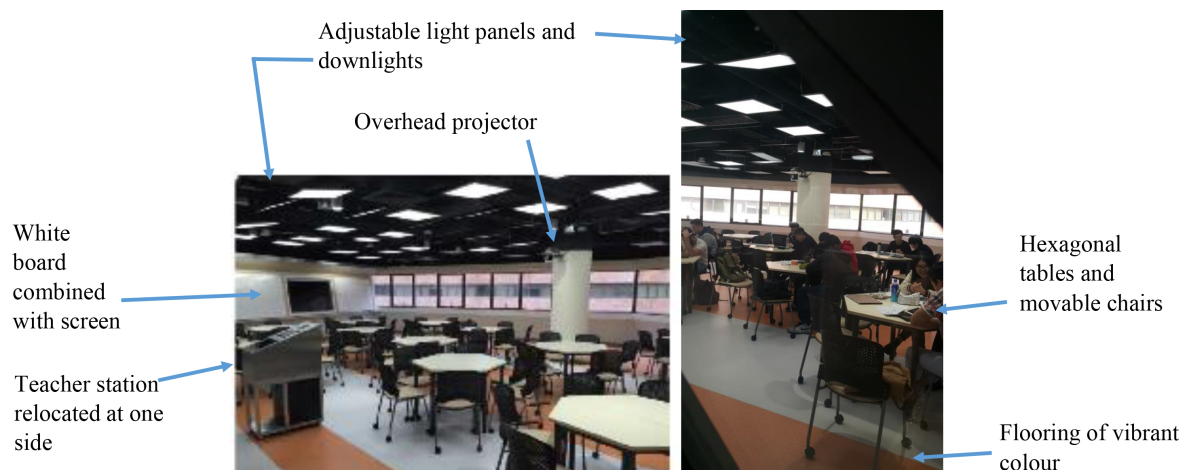 Adjustable light panels and
downlights
Overhead projector
White
board
combined
with screen
Teacher station
relocated at one
side
Hexagonal
tables and
movable chairs
Flooring of vibrant
colour